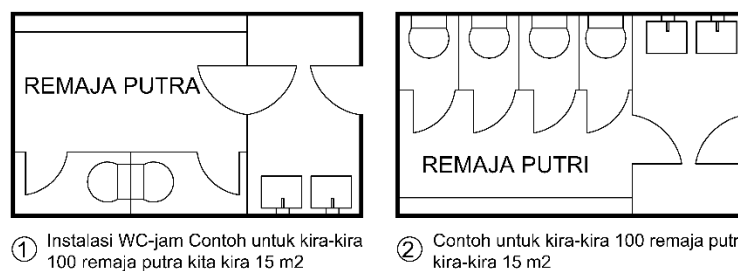 REMAJA PUTRA
REMAJA PUTRI
1 Instalasi WC-jam Contoh untuk kira-kira
100 remaja putra kita kira 15 m2
2 Contoh untuk kira-kira 100 remaja putr
kira-kira 15 m2